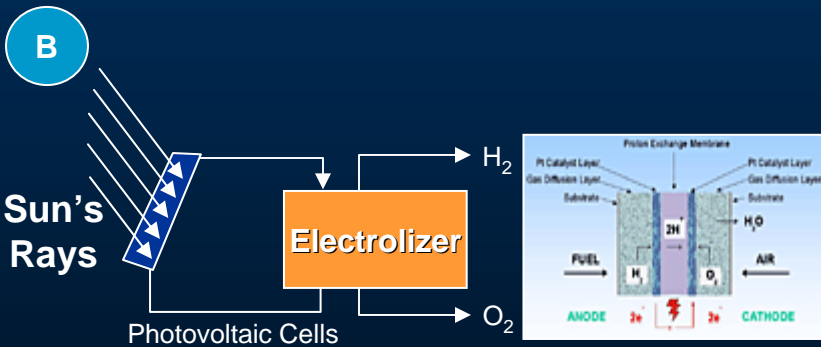 B
Sun's
Rays
Photovoltaic Cells
Electrolizer
H₂
O₂
Proton Exchange Membrane
Pt Catalyst Layer
Pt Catalyst Layer
Gas Diffusion Layer
Gas Diffusion Layer
Substrate
Substrate
H₂O
2H⁺
FUEL
AIR
H₂
O₂
ANODE
2e⁻
2e⁻
CATHODE